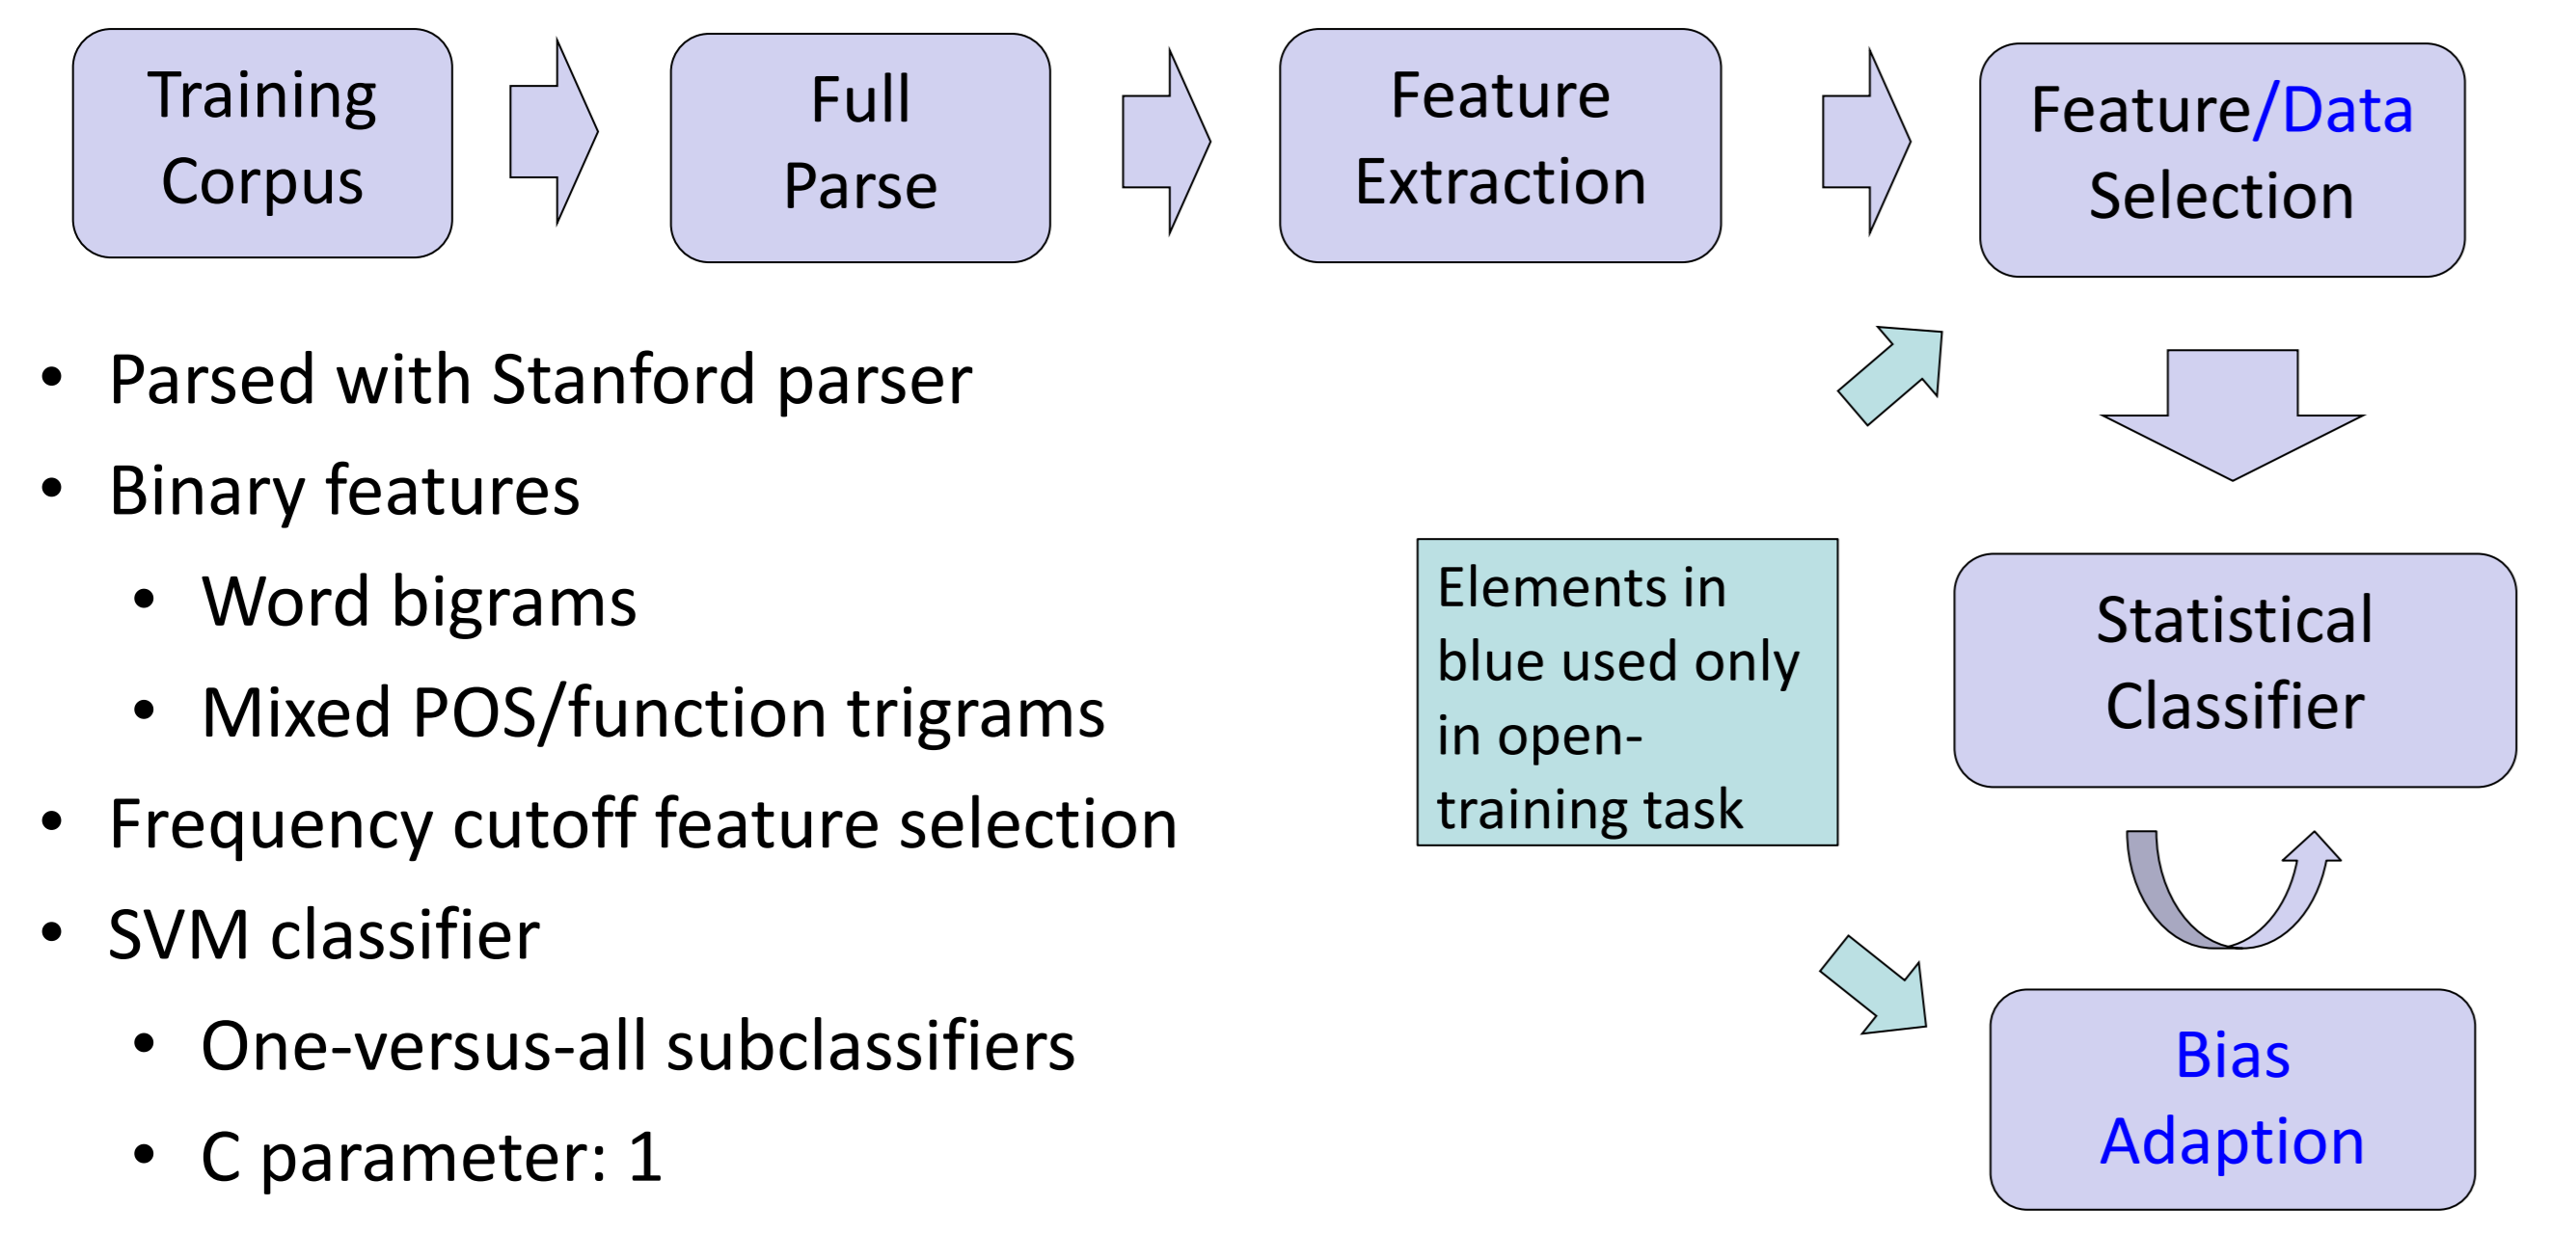 Training
Corpus
Full
Parse
Feature
Extraction
Feature/Data
Selection
• Parsed with Stanford parser
• Binary features
• Word bigrams
• Mixed POS/function trigrams
• Frequency cutoff feature selection
• SVM classifier
• One-versus-all subclassifiers
• C parameter: 1
Elements in
blue used only
in open-
training task
Statistical
Classifier
Bias
Adaption